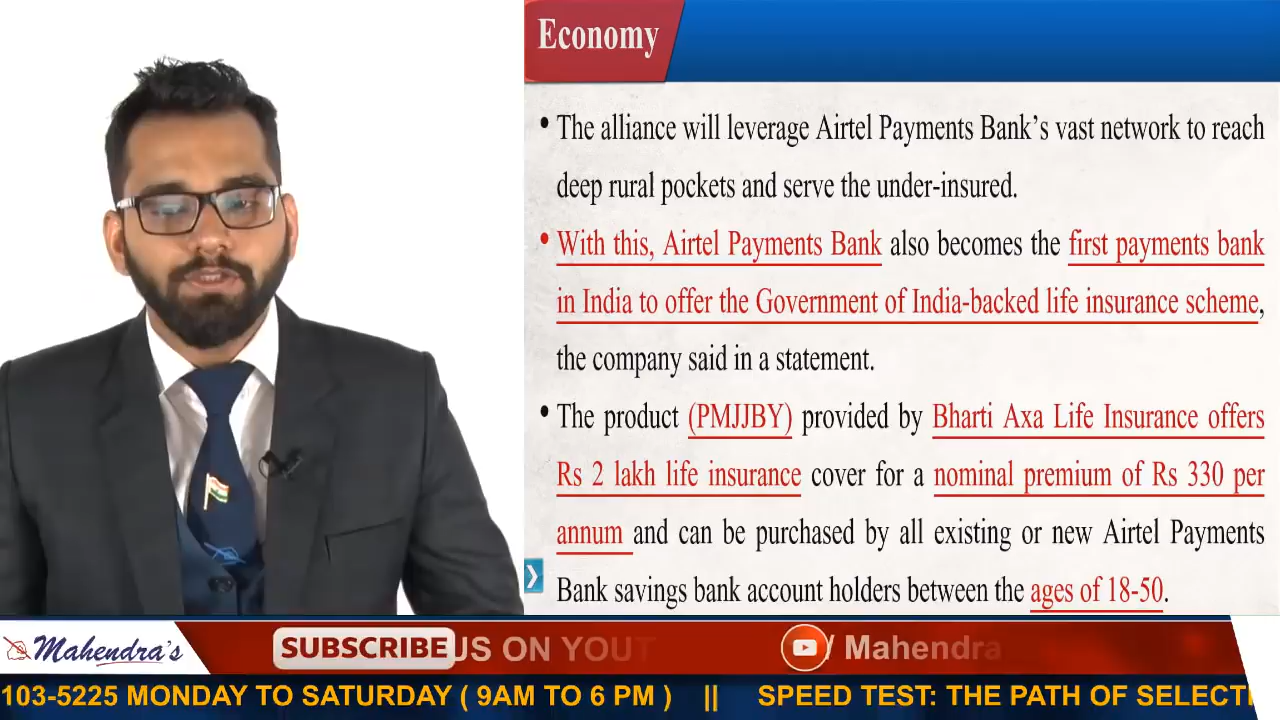 Economy
• The alliance will leverage Airtel Payments Bank’s vast network to reach
deep rural pockets and serve the under-insured.
• With this, Airtel Payments Bank also becomes the first payments bank
in India to offer the Government of India-backed life insurance scheme,
the company said in a statement.
• The product (PMJJBY) provided by Bharti Axa Life Insurance offers
Rs 2 lakh life insurance cover for a nominal premium of Rs 330 per
annum and can be purchased by all existing or new Airtel Payments
Bank savings bank account holders between the ages of 18-50.
Mahendra's
SUBSCRIBE US ON YOUT
/ Mahendra
103-5225 MONDAY TO SATURDAY ( 9AM TO 6 PM ) || SPEED TEST: THE PATH OF SELECTI